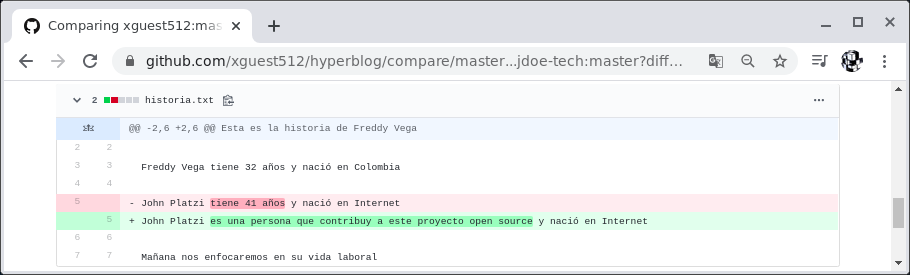 Comparing xguest512:mas
github.com/xguest512/hyperblog/compare/master...jdoe-tech:master?diff...
2 historia.txt
@@ -2,6 +2,6 @@ Esta es la historia de Freddy Vega
2 2
3 3 Freddy Vega tiene 32 años y nació en Colombia
4 4
5 - John Platzi tiene 41 años y nació en Internet
5 + John Platzi es una persona que contribuy a este proyecto open source y nació en Internet
6 6
7 7 Mañana nos enfocaremos en su vida laboral